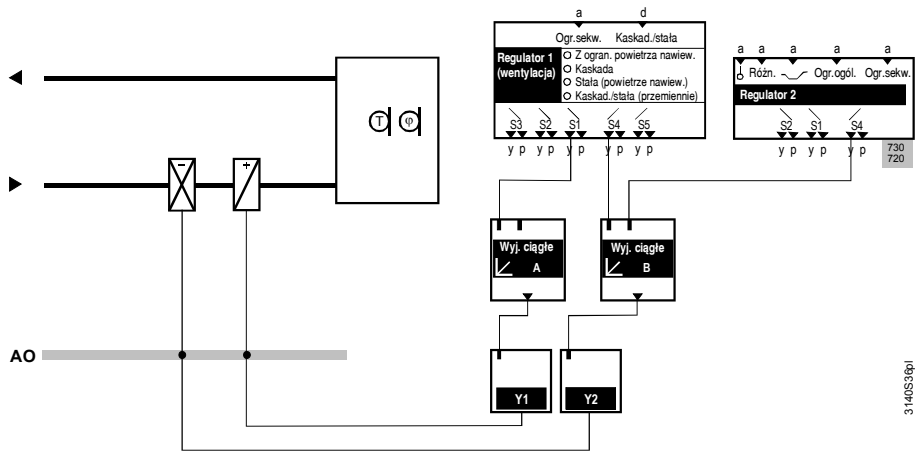 a d
Ogr.sekw. Kaskad./stała
Regulator 1
(wentylacja)
Z ogran. powietrza nawiew.
Kaskada
Stała (powietrze nawiew.)
Kaskad./stała (przemiennie)
S3 S2 S1 S4 S5
y p y p y p y p y p
a a a a a
Różn. Ogr.ogól. Ogr.sekw.
Regulator 2
S2 S1 S4
y p y p y p
730
720
T φ
- +
Wyj. ciągłe
A
Wyj. ciągłe
B
AO
Y1
Y2
3140S36pl